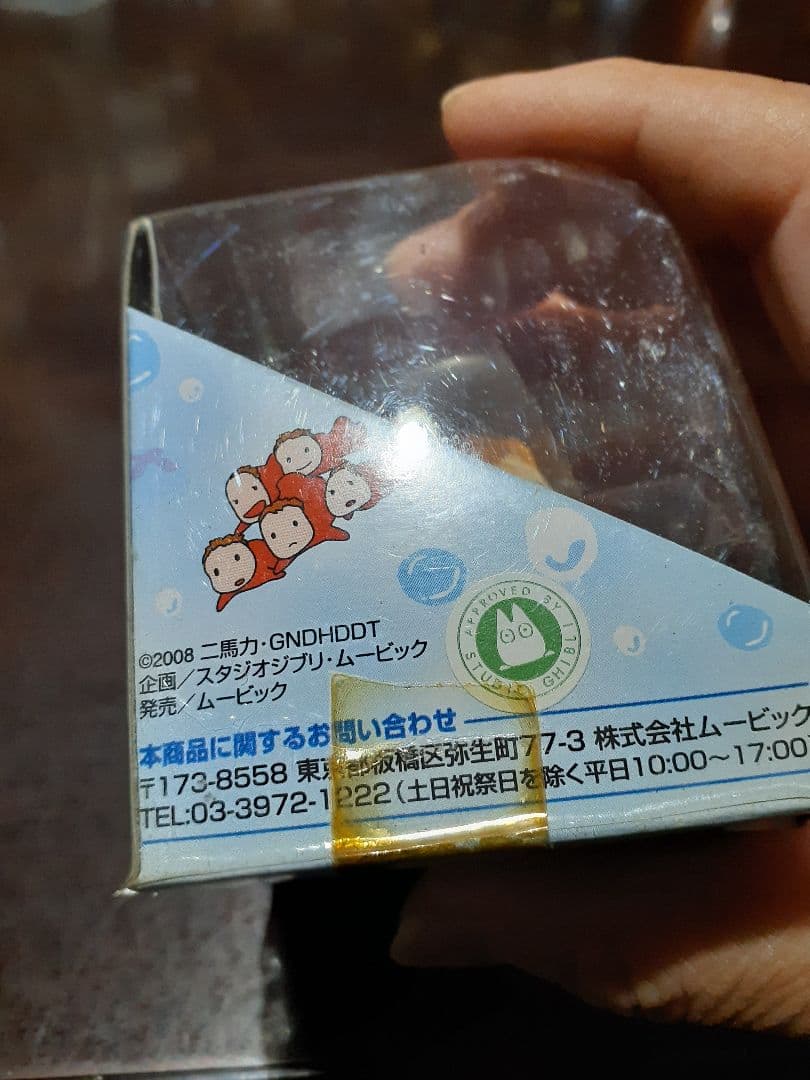 ©2008 二馬力・GNDHDDT
企画／スタジオジブリ・ムービック
発売／ムービック
APPROVED BY STUDIO GHIBLI
本商品に関するお問い合わせ
〒173-8558 東京都板橋区弥生町77-3 株式会社ムービック
TEL:03-3972-1222(土日祝祭日を除く平日10:00～17:00)